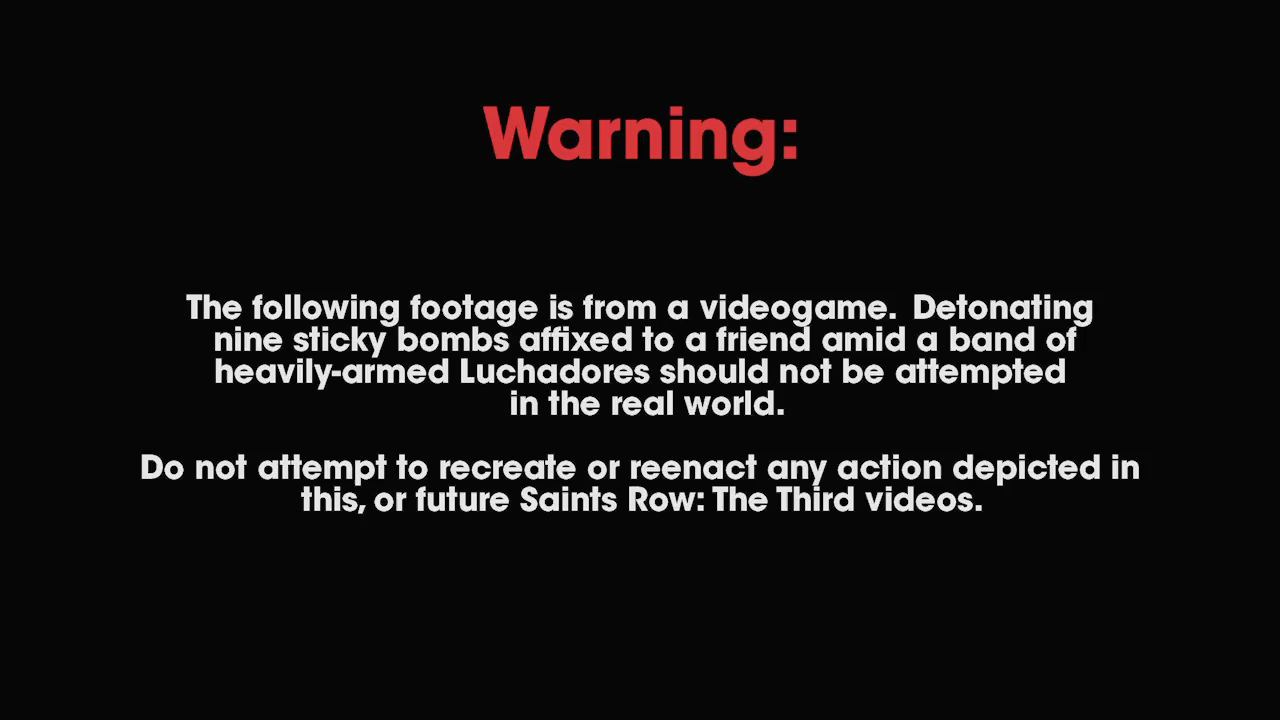 Warning:
The following footage is from a videogame.  Detonating
nine sticky bombs affixed to a friend amid a band of
heavily-armed Luchadores should not be attempted
in the real world.
Do not attempt to recreate or reenact any action depicted in
this, or future Saints Row: The Third videos.